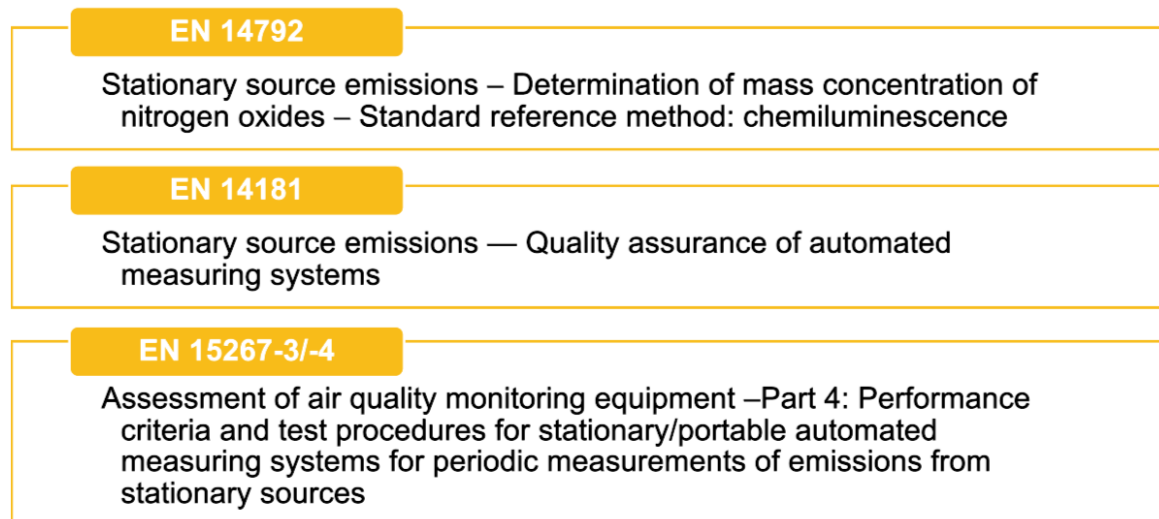 EN 14792
Stationary source emissions – Determination of mass concentration of
nitrogen oxides – Standard reference method: chemiluminescence
EN 14181
Stationary source emissions — Quality assurance of automated
measuring systems
EN 15267-3/-4
Assessment of air quality monitoring equipment –Part 4: Performance
criteria and test procedures for stationary/portable automated
measuring systems for periodic measurements of emissions from
stationary sources